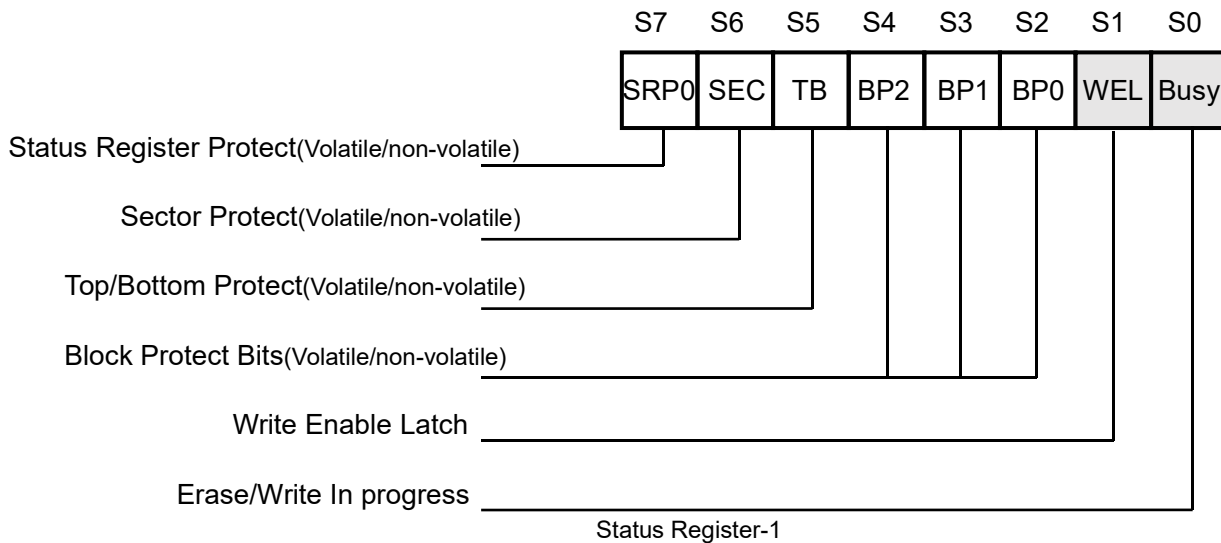 S7 S6 S5 S4 S3 S2 S1 S0
SRP0 SEC TB BP2 BP1 BP0 WEL Busy
Status Register Protect(Volatile/non-volatile)
Sector Protect(Volatile/non-volatile)
Top/Bottom Protect(Volatile/non-volatile)
Block Protect Bits(Volatile/non-volatile)
Write Enable Latch
Erase/Write In progress
Status Register-1